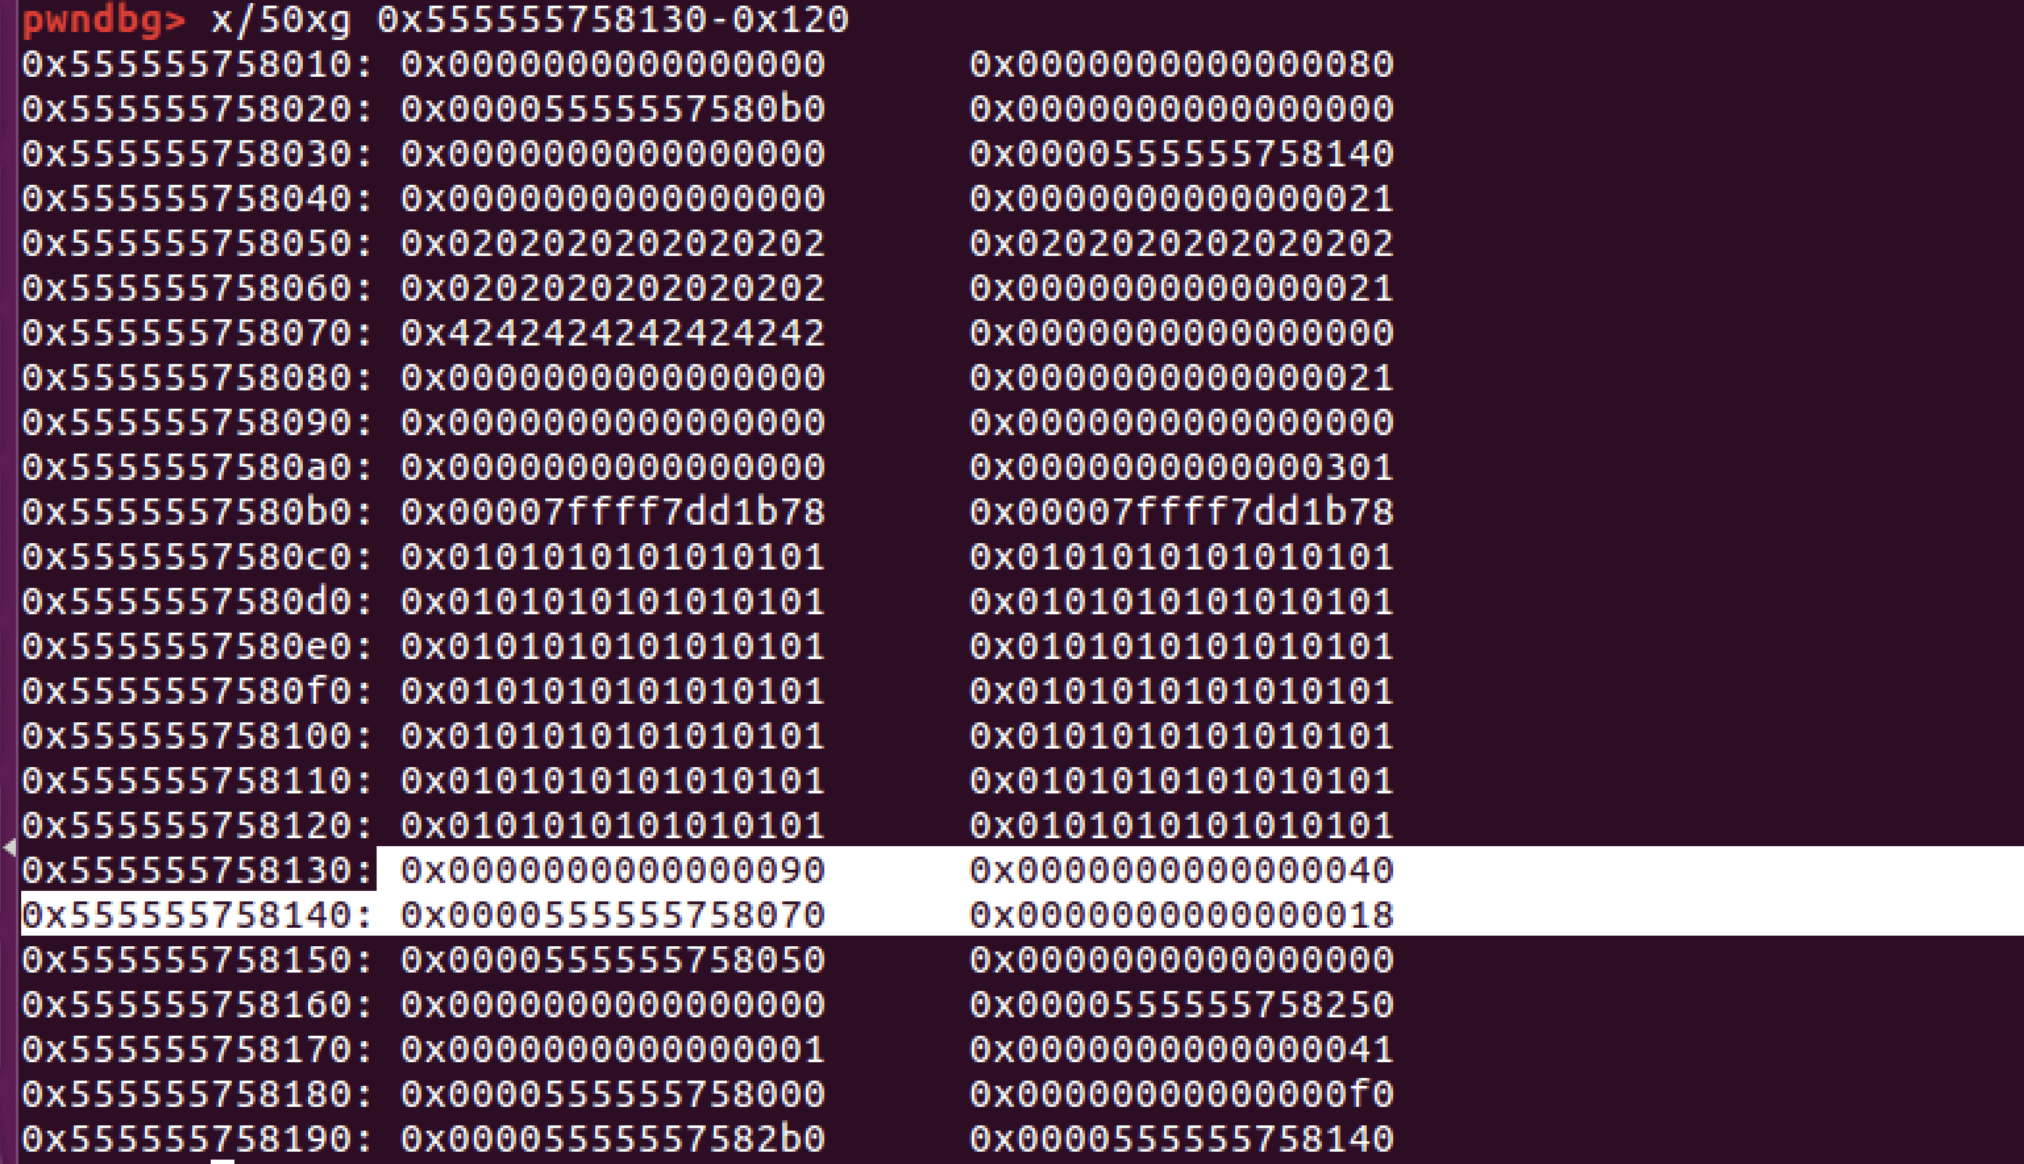 pwndbg> x/50xg 0x555555758130-0x120
0x555555758010: 0x0000000000000000 0x0000000000000080
0x555555758020: 0x00005555557580b0 0x0000000000000000
0x555555758030: 0x0000000000000000 0x0000555555758140
0x555555758040: 0x0000000000000000 0x0000000000000021
0x555555758050: 0x0202020202020202 0x0202020202020202
0x555555758060: 0x0202020202020202 0x0000000000000021
0x555555758070: 0x4242424242424242 0x0000000000000000
0x555555758080: 0x0000000000000000 0x0000000000000021
0x555555758090: 0x0000000000000000 0x0000000000000000
0x5555557580a0: 0x0000000000000000 0x0000000000000301
0x5555557580b0: 0x00007ffff7dd1b78 0x00007ffff7dd1b78
0x5555557580c0: 0x0101010101010101 0x0101010101010101
0x5555557580d0: 0x0101010101010101 0x0101010101010101
0x5555557580e0: 0x0101010101010101 0x0101010101010101
0x5555557580f0: 0x0101010101010101 0x0101010101010101
0x555555758100: 0x0101010101010101 0x0101010101010101
0x555555758110: 0x0101010101010101 0x0101010101010101
0x555555758120: 0x0101010101010101 0x0101010101010101
0x555555758130: 0x0000000000000090 0x0000000000000040
0x555555758140: 0x0000555555758070 0x0000000000000018
0x555555758150: 0x0000555555758050 0x0000000000000000
0x555555758160: 0x0000000000000000 0x0000555555758250
0x555555758170: 0x0000000000000001 0x0000000000000041
0x555555758180: 0x0000555555758000 0x00000000000000f0
0x555555758190: 0x00005555557582b0 0x0000555555758140